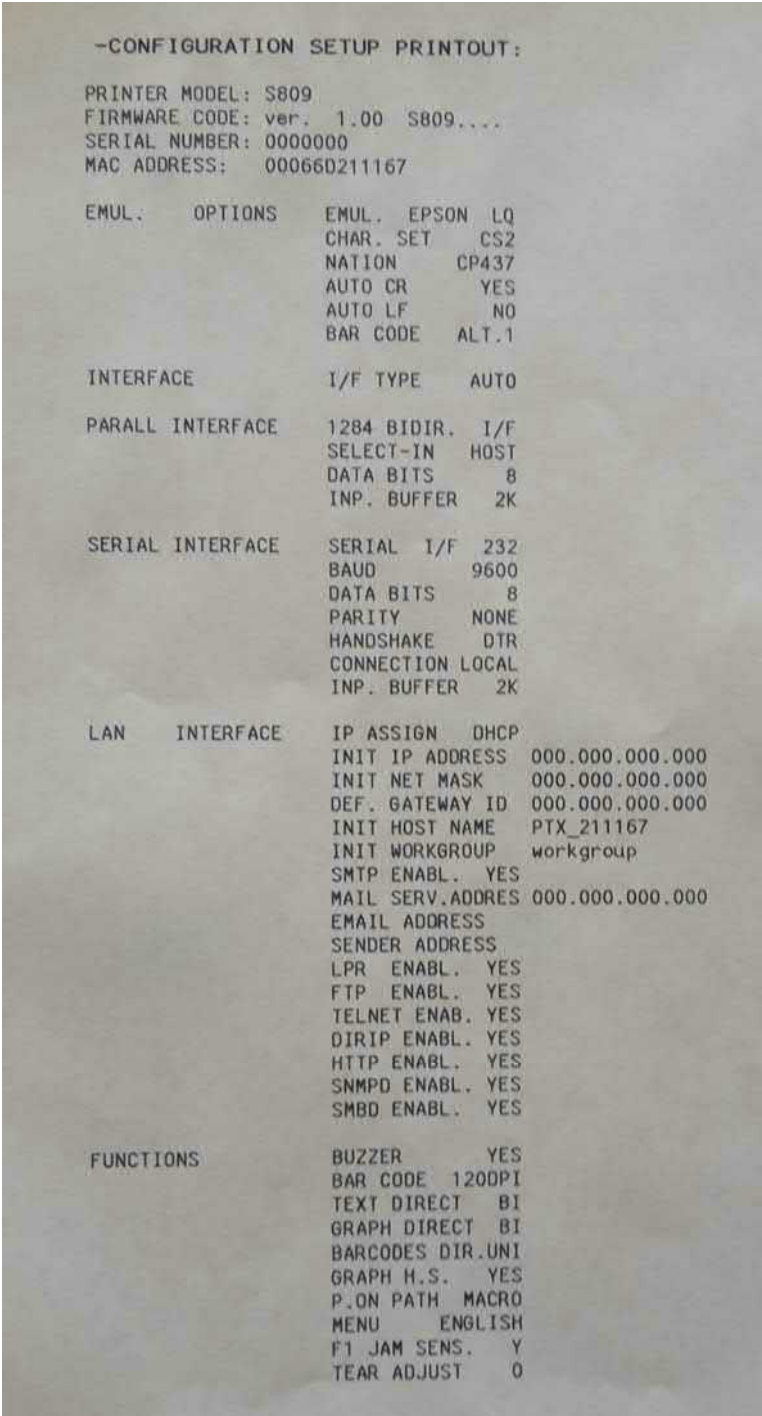 -CONFIGURATION SETUP PRINTOUT:
PRINTER MODEL: S809
FIRMWARE CODE: ver. 1.00 S809....
SERIAL NUMBER: 0000000
MAC ADDRESS: 00066D211167
EMUL. OPTIONS EMUL. EPSON LQ
CHAR. SET CS2
NATION CP437
AUTO CR YES
AUTO LF NO
BAR CODE ALT.1
INTERFACE I/F TYPE AUTO
PARALL INTERFACE 1284 BIDIR. I/F
SELECT-IN HOST
DATA BITS 8
INP. BUFFER 2K
SERIAL INTERFACE SERIAL I/F 232
BAUD 9600
DATA BITS 8
PARITY NONE
HANDSHAKE DTR
CONNECTION LOCAL
INP. BUFFER 2K
LAN INTERFACE IP ASSIGN DHCP
INIT IP ADDRESS 000.000.000.000
INIT NET MASK 000.000.000.000
DEF. GATEWAY ID 000.000.000.000
INIT HOST NAME PTX_211167
INIT WORKGROUP workgroup
SMTP ENABL. YES
MAIL SERV.ADDRES 000.000.000.000
EMAIL ADDRESS
SENDER ADDRESS
LPR ENABL. YES
FTP ENABL. YES
TELNET ENAB. YES
DIRIP ENABL. YES
HTTP ENABL. YES
SNMPD ENABL. YES
SMBD ENABL. YES
FUNCTIONS BUZZER YES
BAR CODE 120DPI
TEXT DIRECT BI
GRAPH DIRECT BI
BARCODES DIR.UNI
GRAPH H.S. YES
P.ON PATH MACRO
MENU ENGLISH
F1 JAM SENS. Y
TEAR ADJUST 0